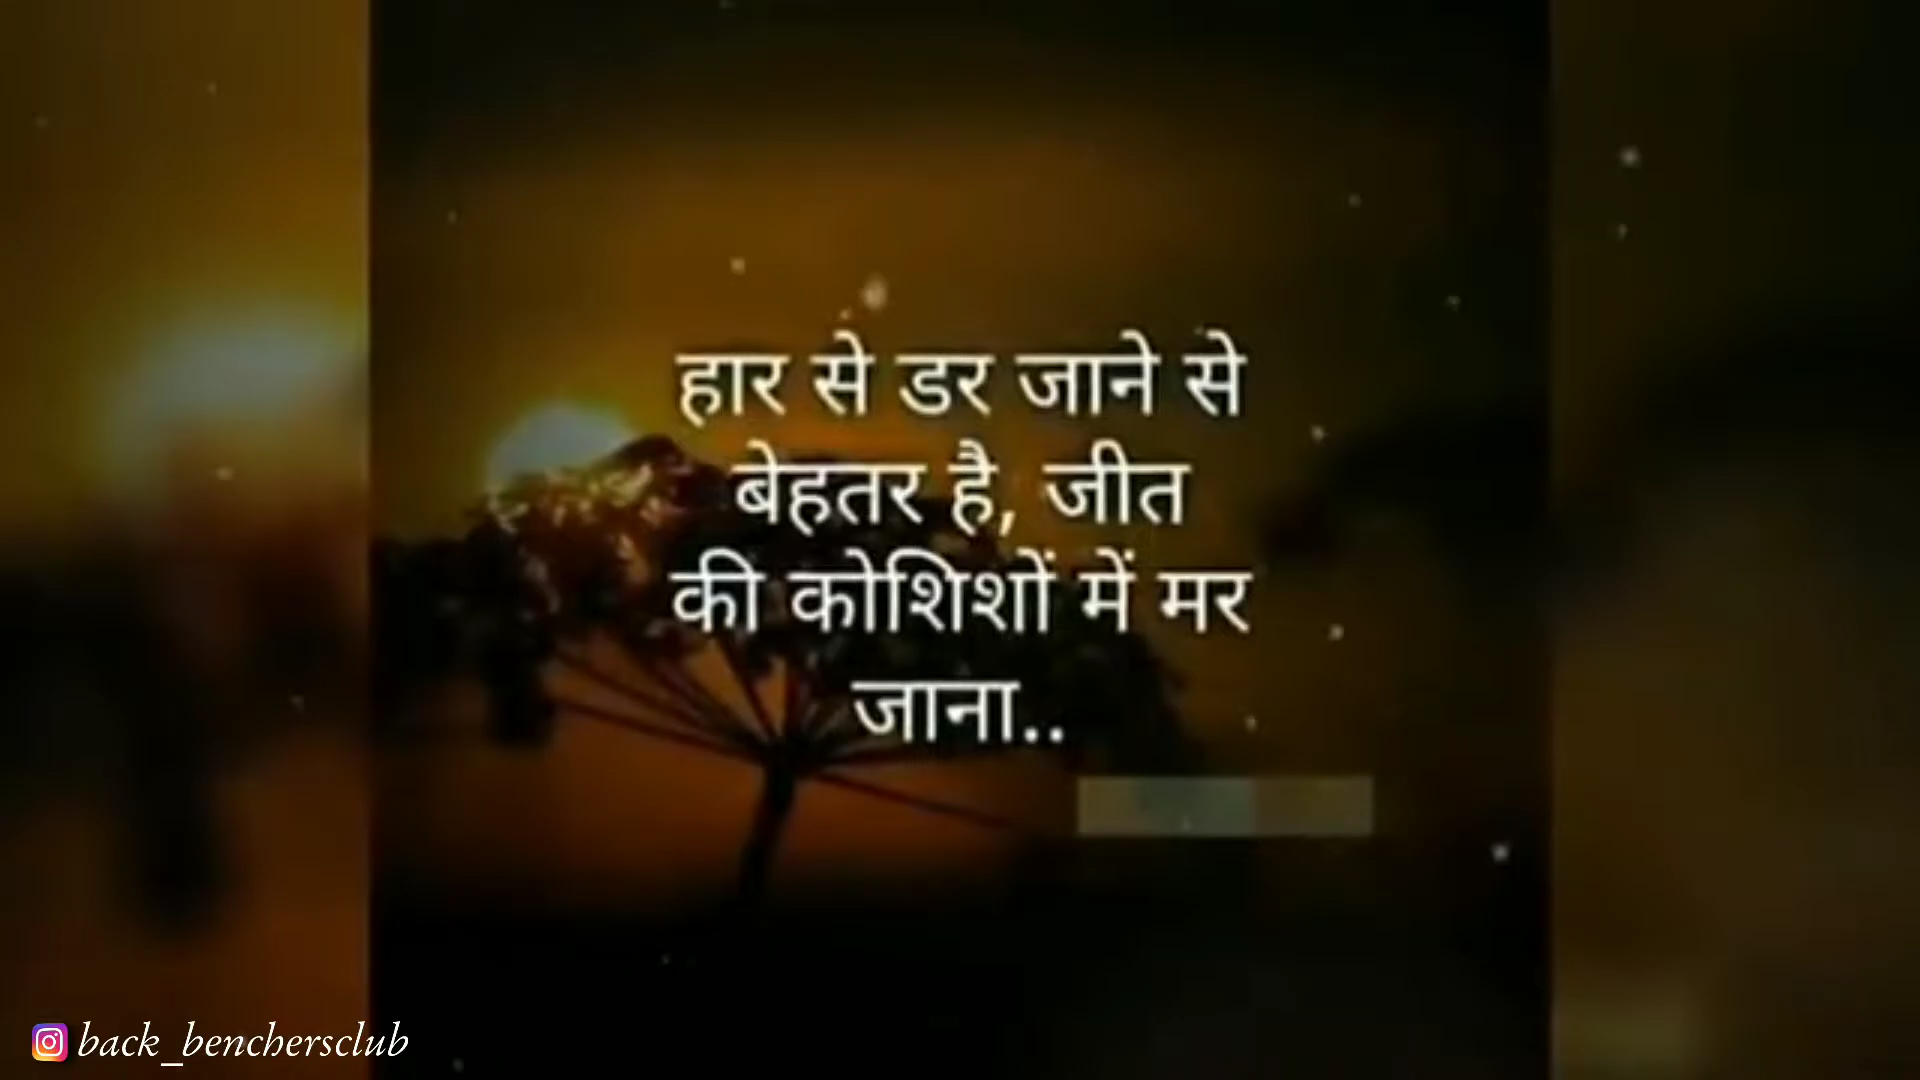 हार से डर जाने से
बेहतर है, जीत
की कोशिशों में मर
जाना..
back_benchersclub